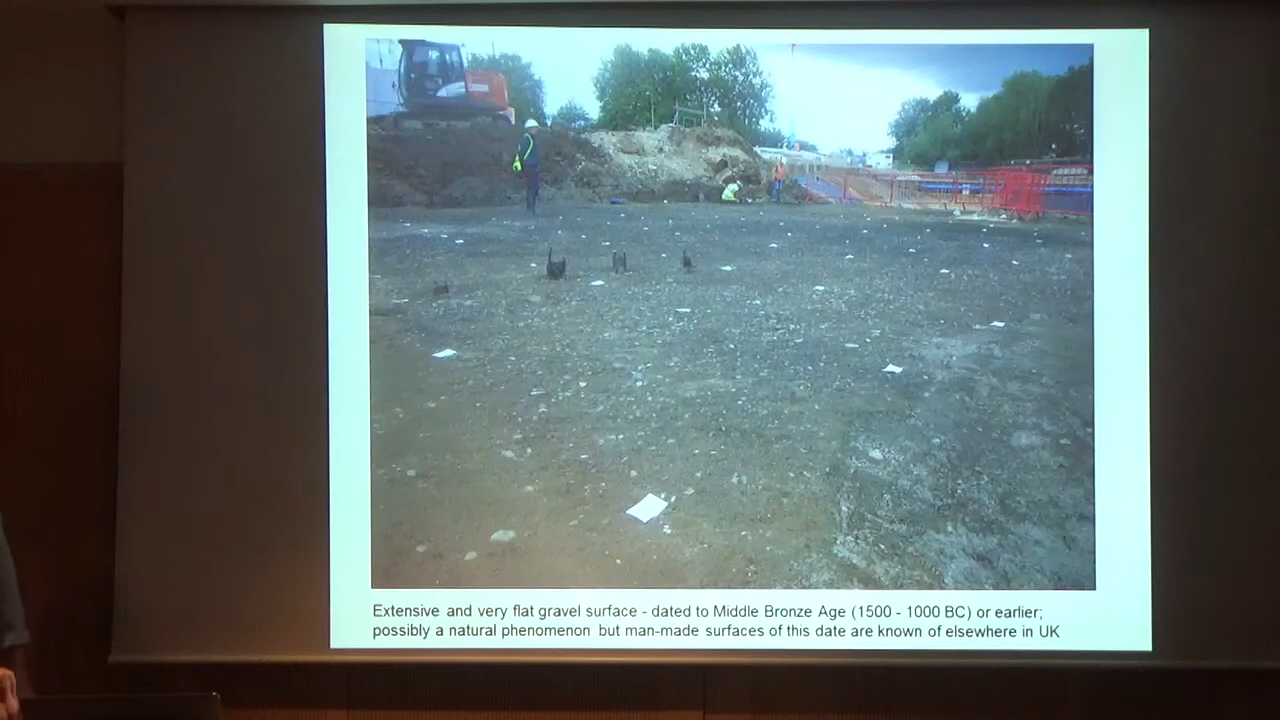 Extensive and very flat gravel surface - dated to Middle Bronze Age (1500 - 1000 BC) or earlier;
possibly a natural phenomenon but man-made surfaces of this date are known of elsewhere in UK